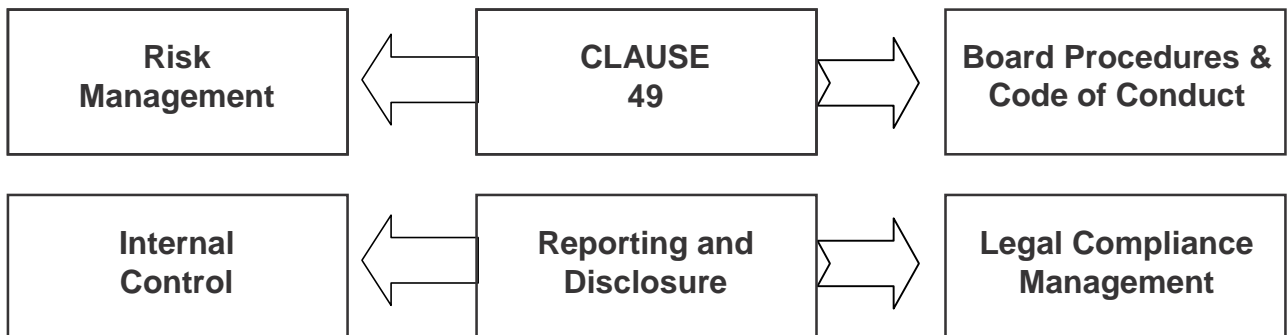 Risk
Management
CLAUSE
49
Board Procedures &
Code of Conduct
Internal
Control
Reporting and
Disclosure
Legal Compliance
Management